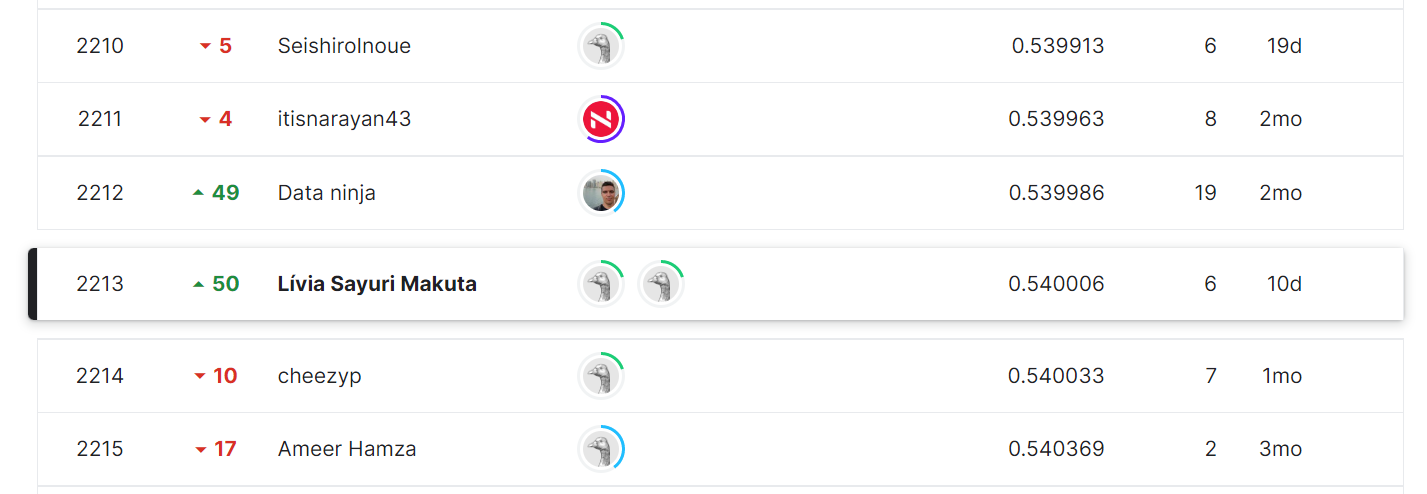 2210 5 SeishiroInoue 0.539913 6 19d
2211 4 itisnarayan43 0.539963 8 2mo
2212 49 Data ninja 0.539986 19 2mo
2213 50 Lívia Sayuri Makuta 0.540006 6 10d
2214 10 cheezyp 0.540033 7 1mo
2215 17 Ameer Hamza 0.540369 2 3mo